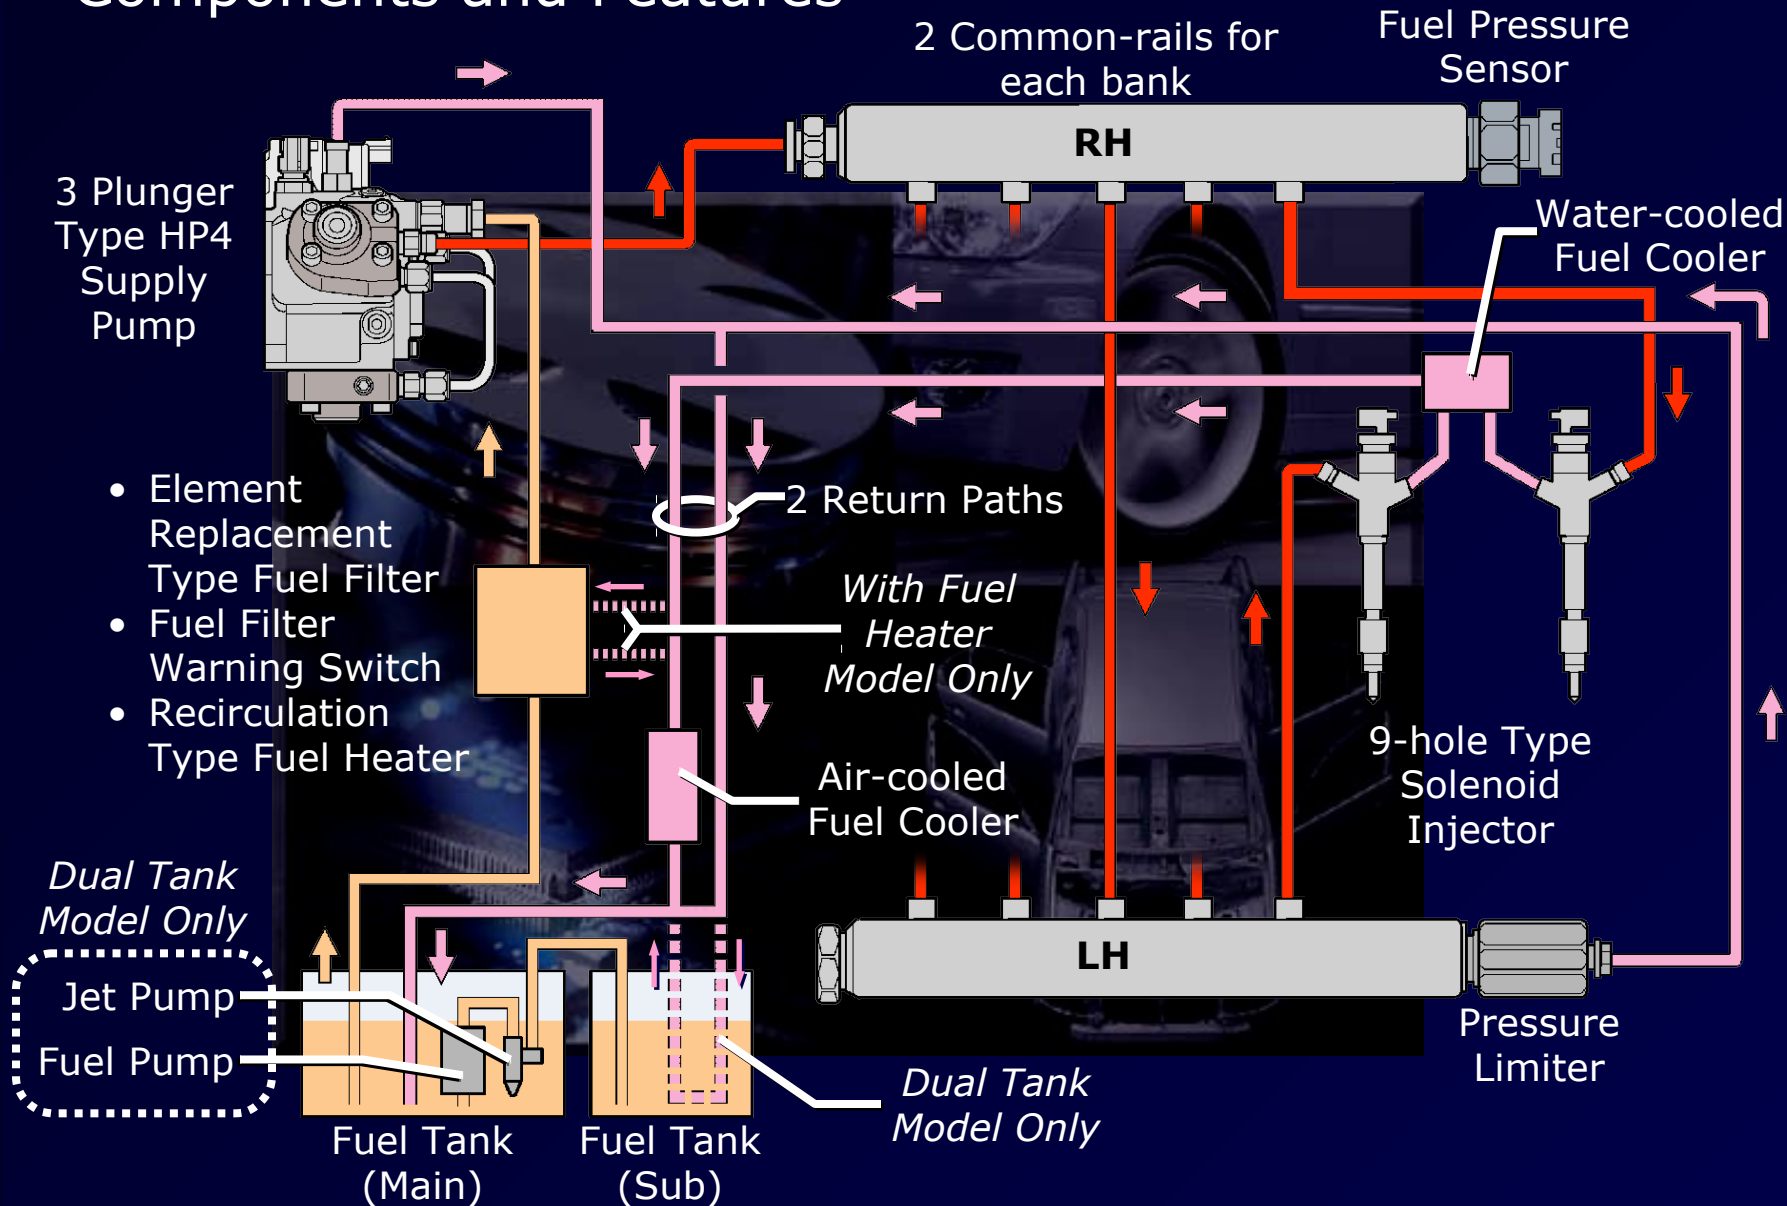 Components and Features
2 Common-rails for
each bank
Fuel Pressure
Sensor
RH
3 Plunger
Type HP4
Supply
Pump
Water-cooled
Fuel Cooler
• Element
Replacement
Type Fuel Filter
• Fuel Filter
Warning Switch
• Recirculation
Type Fuel Heater
2 Return Paths
With Fuel
Heater
Model Only
9-hole Type
Solenoid
Injector
Air-cooled
Fuel Cooler
Dual Tank
Model Only
Jet Pump
Fuel Pump
LH
Pressure
Limiter
Dual Tank
Model Only
Fuel Tank
(Main)
Fuel Tank
(Sub)